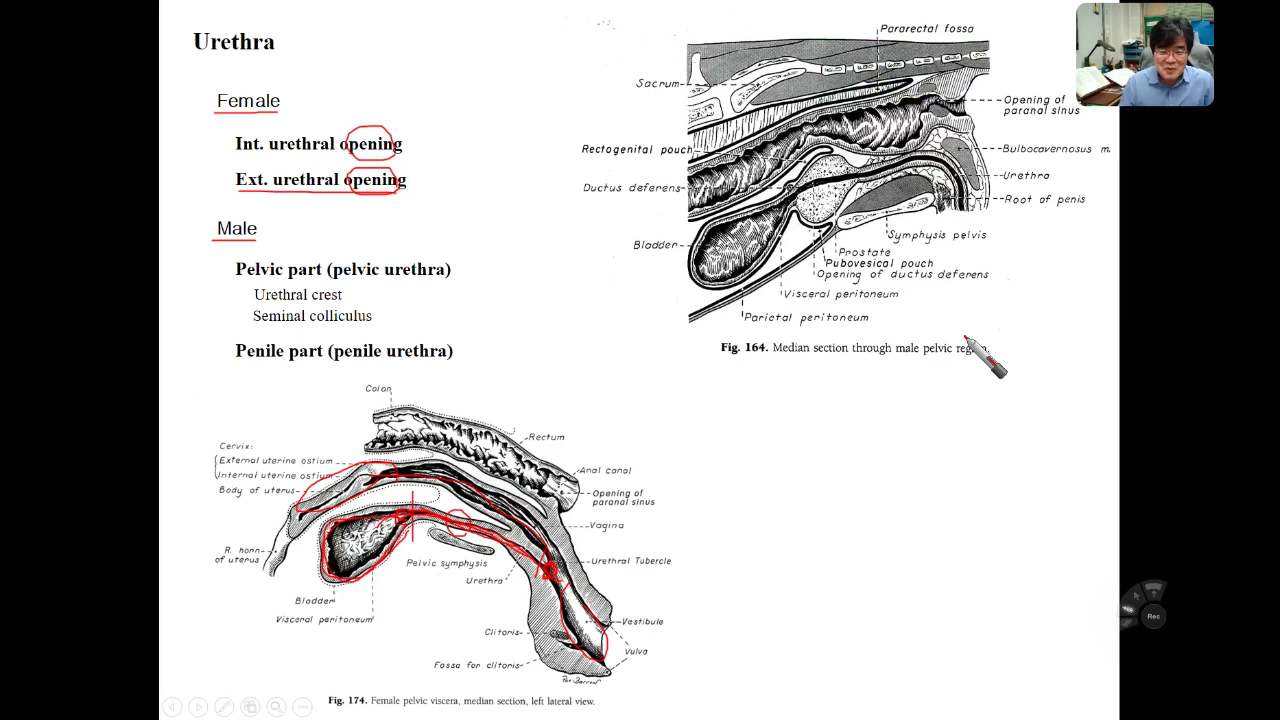 Urethra
Female
Int. urethral opening
Ext. urethral opening
Male
Pelvic part (pelvic urethra)
Urethral crest
Seminal colliculus
Penile part (penile urethra)
Pararectal fossa
Sacrum
Opening of
paranal sinus
Rectogenital pouch
Bulbocavernosus m.
Ductus deferens
Urethra
Root of penis
Bladder
Symphysis pelvis
Prostate
Pubovesical pouch
Opening of ductus deferens
Visceral peritoneum
Parietal peritoneum
Fig. 164. Median section through male pelvic
Colon
Rectum
Cervix:
External uterine ostium
Internal uterine ostium
Body of uterus
Anal canal
Opening of
paranal sinus
Vagina
R. horn
of uterus
Pelvic symphysis
Urethral Tubercle
Urethra
Bladder
Visceral peritoneum
Clitoris
Vestibule
Vulva
Fossa for clitoris
Fig. 174. Female pelvic viscera, median section, left lateral view.
Rec